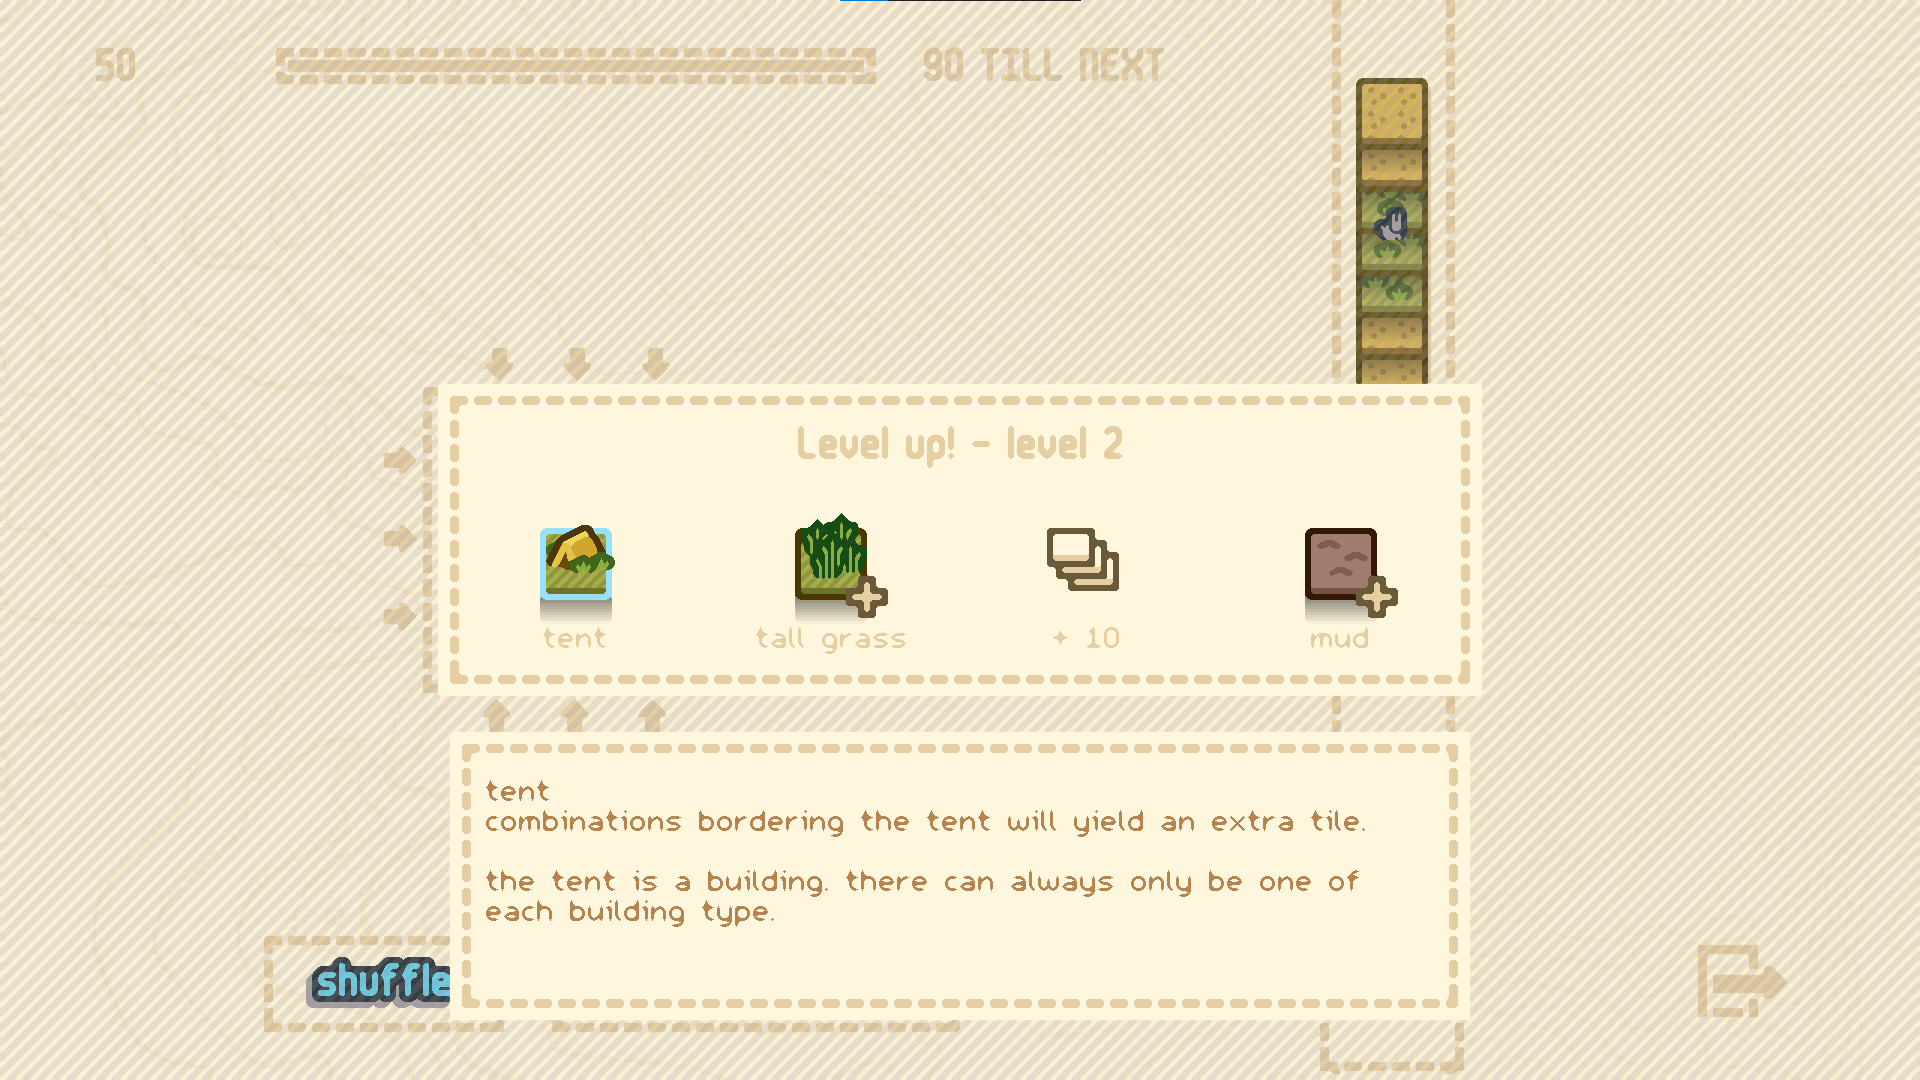 50
90 TILL NEXT
Level up! - level 2
tent
tall grass
✦ 10
mud
tent
combinations bordering the tent will yield an extra tile.
the tent is a building. there can always only be one of
each building type.
shuffle